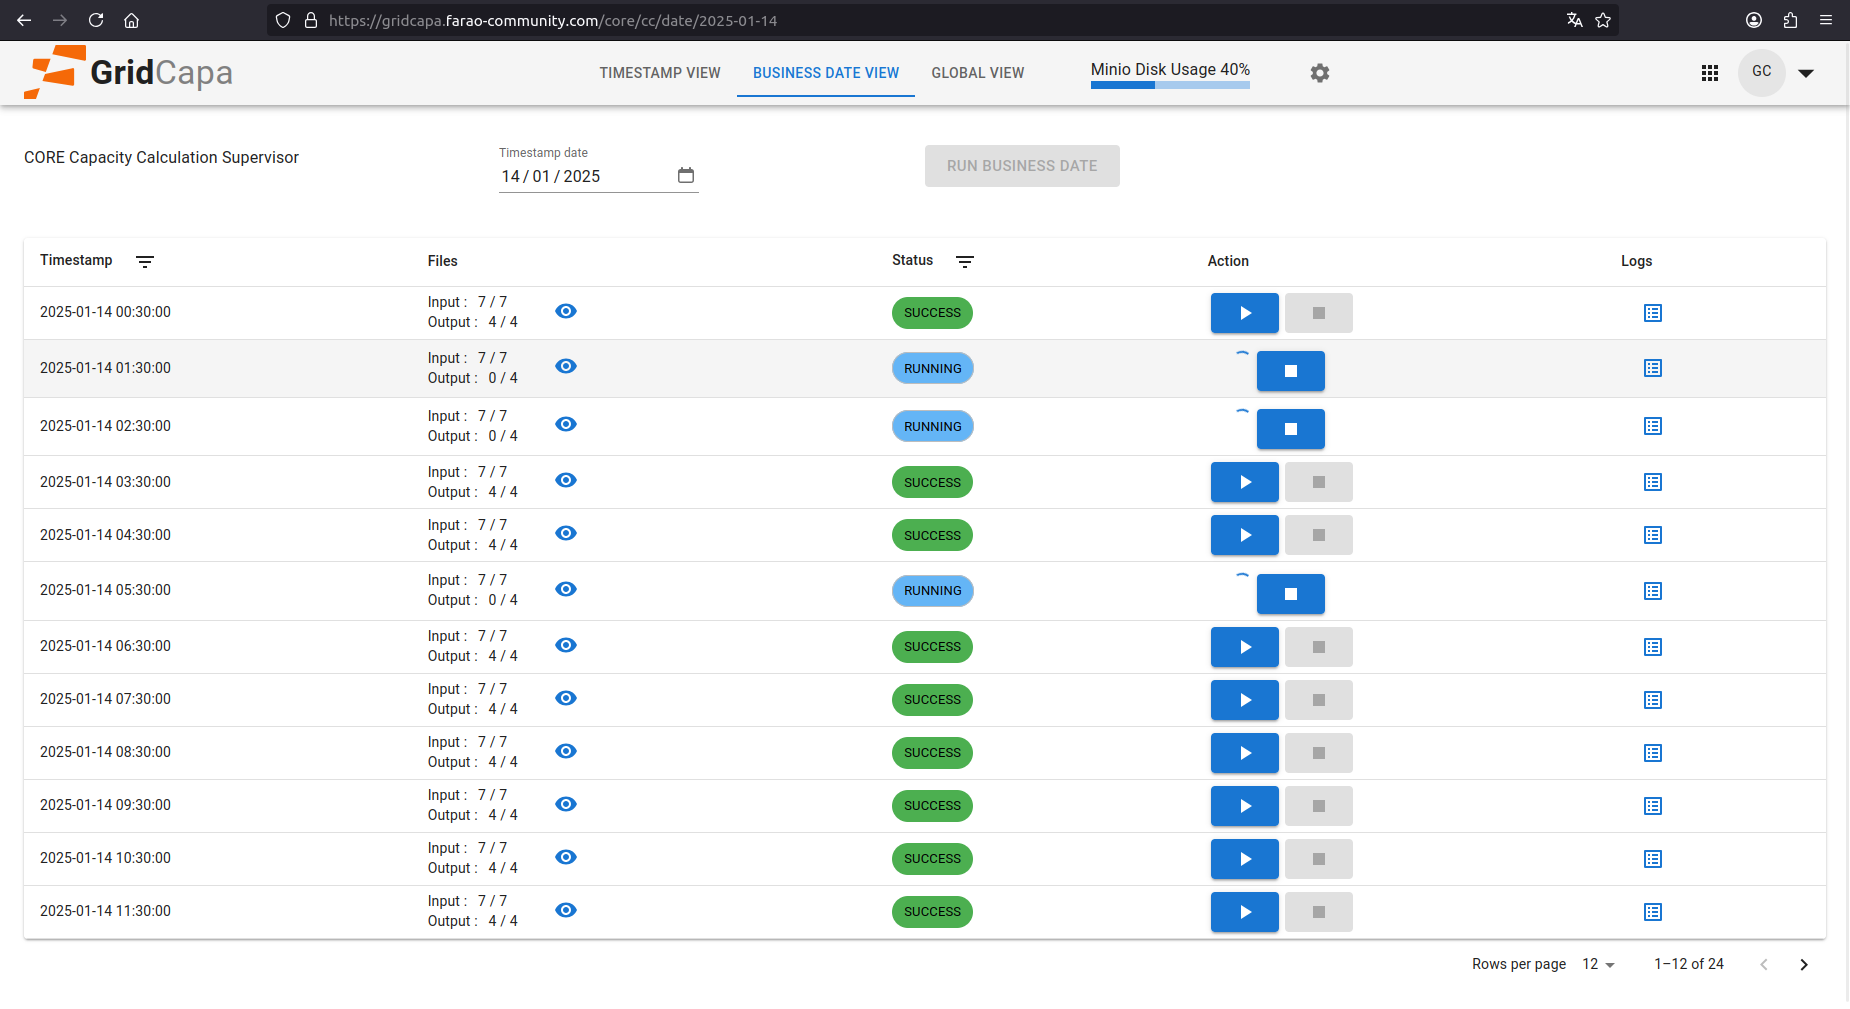 https://gridcapa.farao-community.com/core/cc/date/2025-01-14
GridCapa
TIMESTAMP VIEW
BUSINESS DATE VIEW
GLOBAL VIEW
Minio Disk Usage 40%
GC
CORE Capacity Calculation Supervisor
Timestamp date
14 / 01 / 2025
RUN BUSINESS DATE
Timestamp Files Status Action Logs
2025-01-14 00:30:00
Input : 7 / 7
Output : 4 / 4
SUCCESS
2025-01-14 01:30:00
Input : 7 / 7
Output : 0 / 4
RUNNING
2025-01-14 02:30:00
Input : 7 / 7
Output : 0 / 4
RUNNING
2025-01-14 03:30:00
Input : 7 / 7
Output : 4 / 4
SUCCESS
2025-01-14 04:30:00
Input : 7 / 7
Output : 4 / 4
SUCCESS
2025-01-14 05:30:00
Input : 7 / 7
Output : 0 / 4
RUNNING
2025-01-14 06:30:00
Input : 7 / 7
Output : 4 / 4
SUCCESS
2025-01-14 07:30:00
Input : 7 / 7
Output : 4 / 4
SUCCESS
2025-01-14 08:30:00
Input : 7 / 7
Output : 4 / 4
SUCCESS
2025-01-14 09:30:00
Input : 7 / 7
Output : 4 / 4
SUCCESS
2025-01-14 10:30:00
Input : 7 / 7
Output : 4 / 4
SUCCESS
2025-01-14 11:30:00
Input : 7 / 7
Output : 4 / 4
SUCCESS
Rows per page 12 1–12 of 24